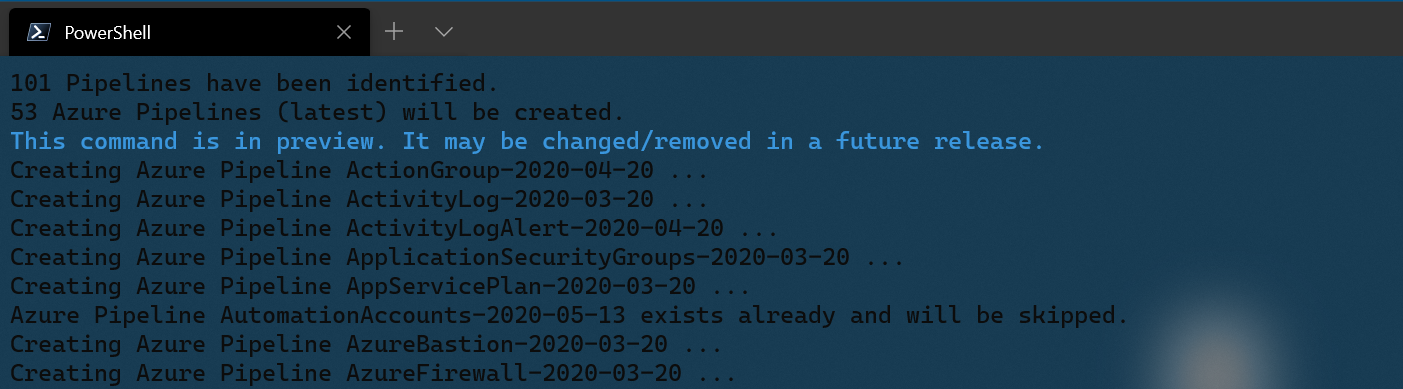 PowerShell
101 Pipelines have been identified.
53 Azure Pipelines (latest) will be created.
This command is in preview. It may be changed/removed in a future release.
Creating Azure Pipeline ActionGroup-2020-04-20 ...
Creating Azure Pipeline ActivityLog-2020-03-20 ...
Creating Azure Pipeline ActivityLogAlert-2020-04-20 ...
Creating Azure Pipeline ApplicationSecurityGroups-2020-03-20 ...
Creating Azure Pipeline AppServicePlan-2020-03-20 ...
Azure Pipeline AutomationAccounts-2020-05-13 exists already and will be skipped.
Creating Azure Pipeline AzureBastion-2020-03-20 ...
Creating Azure Pipeline AzureFirewall-2020-03-20 ...